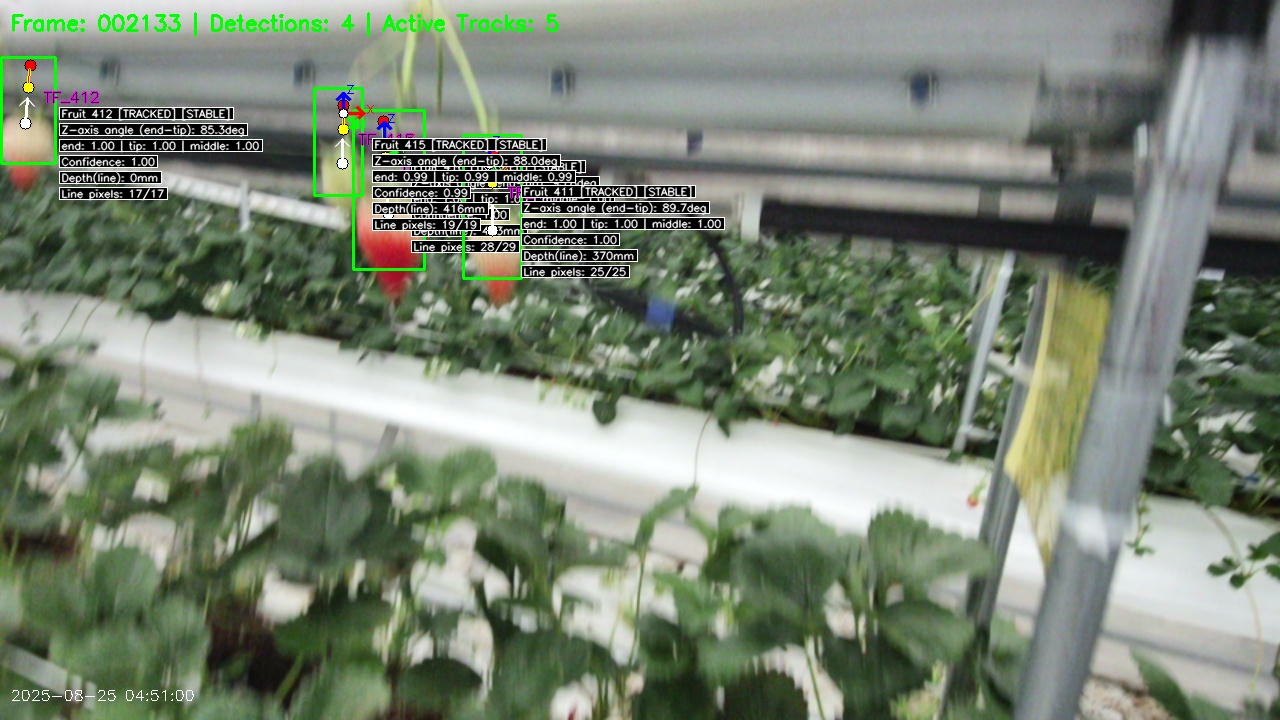 Frame: 002133 | Detections: 4 | Active Tracks: 5
TF_412
Fruit 412 [TRACKED] [STABLE]
Z-axis angle (end-tip): 85.3deg
end: 1.00 | tip: 1.00 | middle: 1.00
Confidence: 1.00
Depth(line): 0mm
Line pixels: 17/17
Z
X
Z
Fruit 415 [TRACKED] [STABLE]
Z-axis angle (end-tip): 88.0deg
end: 0.99 | tip: 0.99 | middle: 0.99
Confidence: 0.99
Depth(line): 416mm
Line pixels: 19/19
Line pixels: 28/29
Fruit 411 [TRACKED] [STABLE]
Z-axis angle (end-tip): 89.7deg
end: 1.00 | tip: 1.00 | middle: 1.00
Confidence: 1.00
Depth(line): 370mm
Line pixels: 25/25
2025-08-25 04:51:00